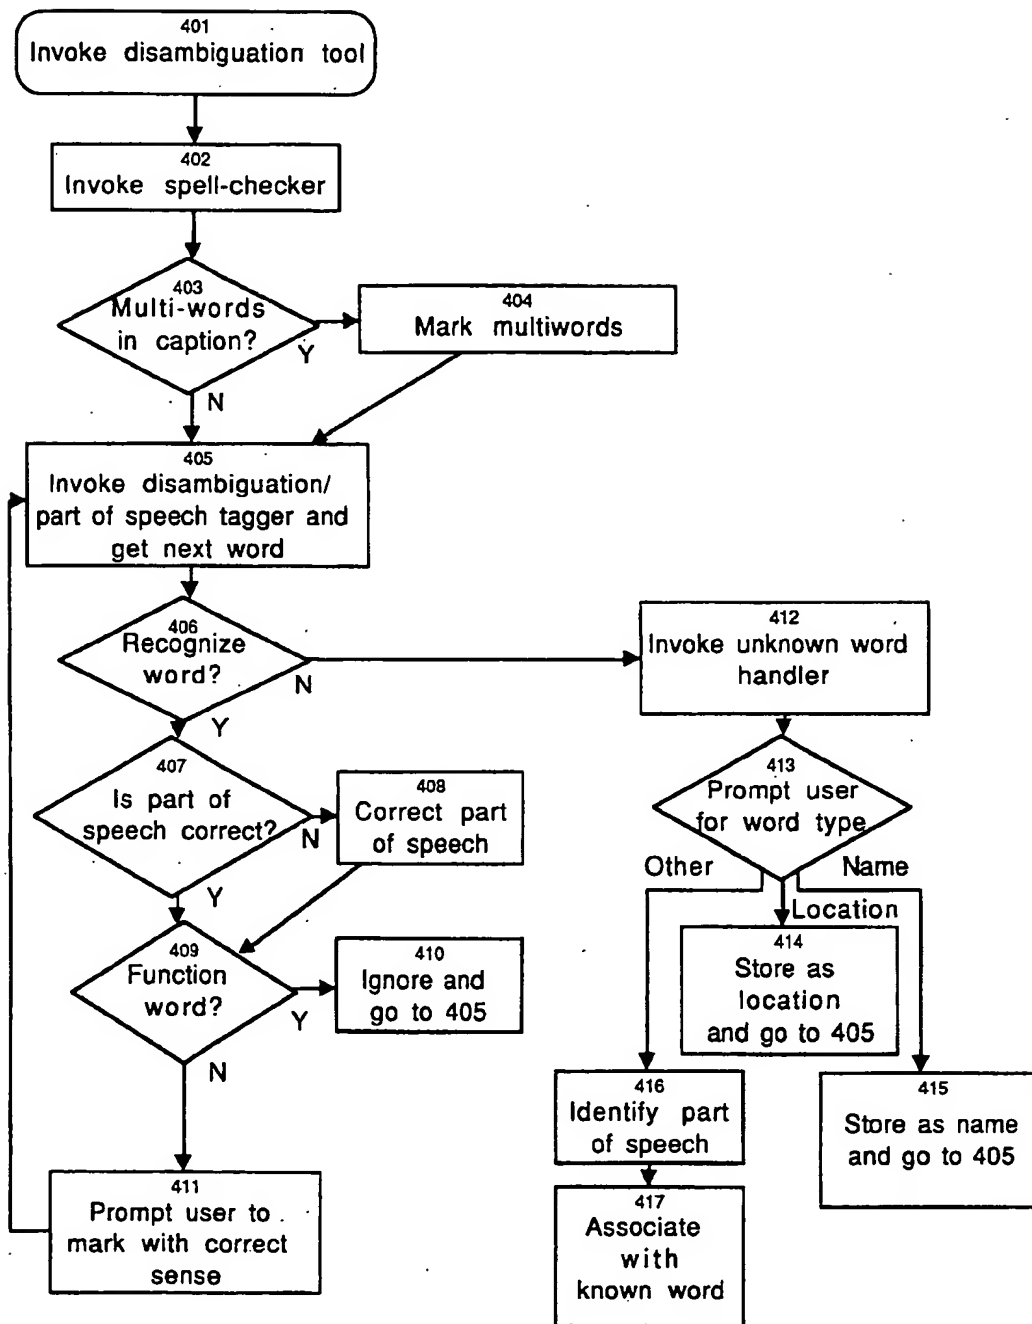 401
Invoke disambiguation tool
402
Invoke spell-checker
403
Multi-words
in caption?
Y
N
404
Mark multiwords
405
Invoke disambiguation/
part of speech tagger and
get next word
406
Recognize
word?
N
Y
412
Invoke unknown word
handler
407
Is part of
speech correct?
N
Y
408
Correct part
of speech
413
Prompt user
for word type
Other
Name
Location
409
Function
word?
Y
N
410
Ignore and
go to 405
414
Store as
location
and go to 405
416
Identify part
of speech
415
Store as name
and go to 405
411
Prompt user to
mark with correct
sense
417
Associate
with
known word